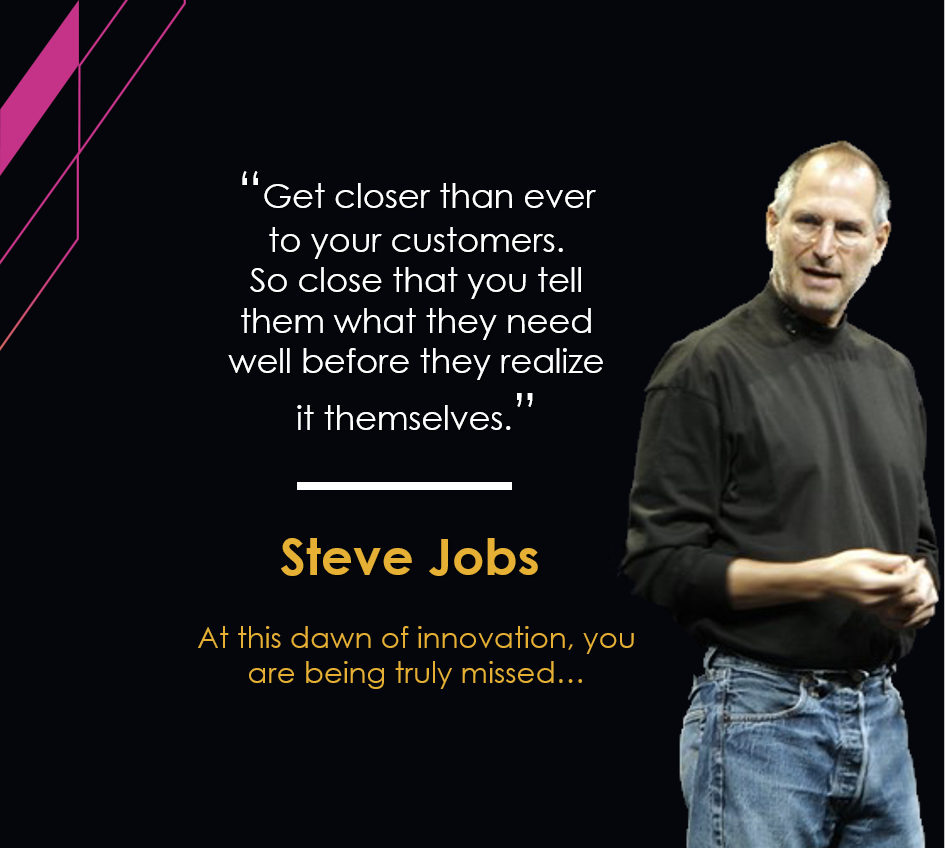 “Get closer than ever
to your customers.
So close that you tell
them what they need
well before they realize
it themselves.”
Steve Jobs
At this dawn of innovation, you
are being truly missed...